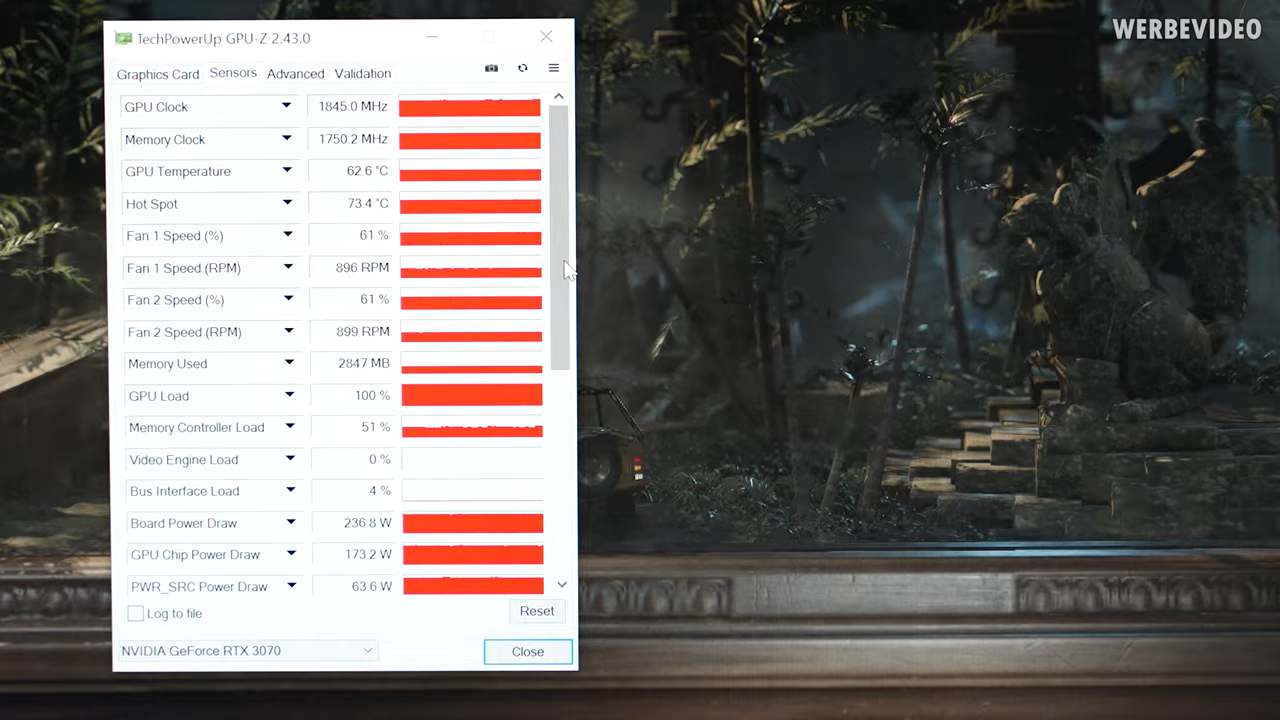 WERBEVIDEO
TechPowerUp GPU-Z 2.43.0
Graphics Card Sensors Advanced Validation
GPU Clock 1845.0 MHz
Memory Clock 1750.2 MHz
GPU Temperature 62.6 °C
Hot Spot 73.4 °C
Fan 1 Speed (%) 61 %
Fan 1 Speed (RPM) 896 RPM
Fan 2 Speed (%) 61 %
Fan 2 Speed (RPM) 899 RPM
Memory Used 2847 MB
GPU Load 100 %
Memory Controller Load 51 %
Video Engine Load 0 %
Bus Interface Load 4 %
Board Power Draw 236.8 W
GPU Chip Power Draw 173.2 W
PWR_SRC Power Draw 63.6 W
Log to file Reset
NVIDIA GeForce RTX 3070 Close